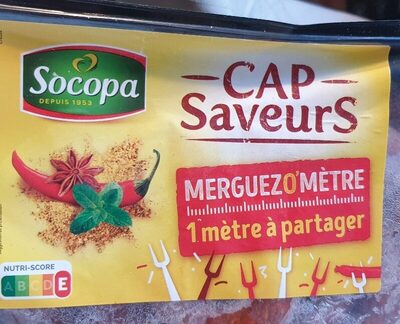 Socopa
DEPUIS 1953
CAP
SaveurS
MERGUEZO'MÈTRE
1 mètre à partager
NUTRI-SCORE
A B C D E